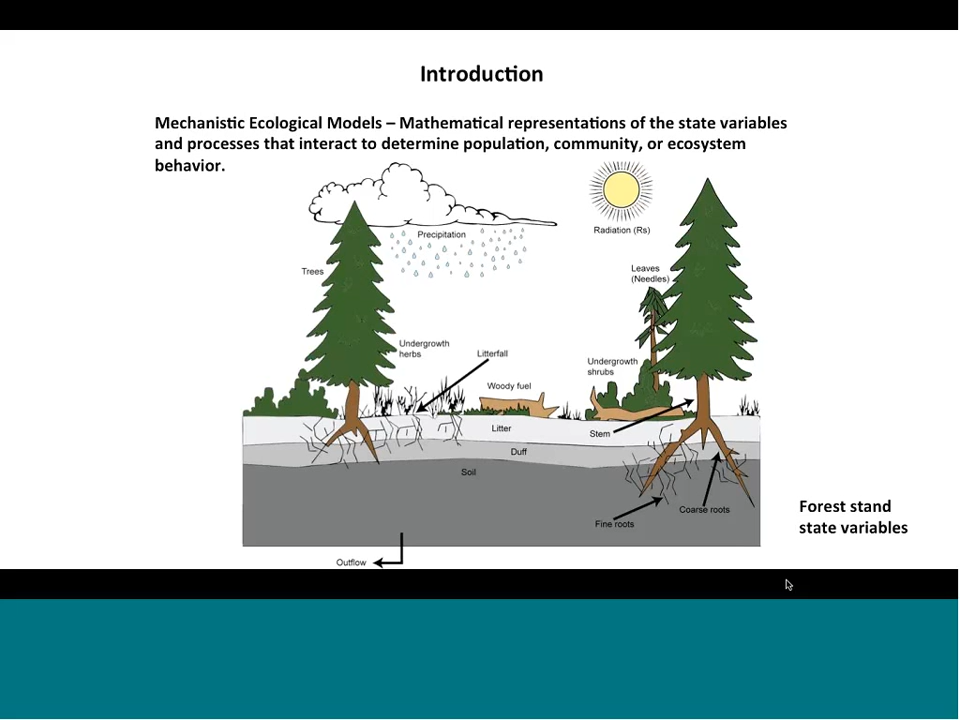 Introduction
Mechanistic Ecological Models – Mathematical representations of the state variables
and processes that interact to determine population, community, or ecosystem
behavior.
Precipitation
Radiation (Rs)
Trees
Leaves
(Needles)
Undergrowth
herbs
Litterfall
Undergrowth
shrubs
Woody fuel
Litter
Stem
Duff
Soil
Coarse roots
Fine roots
Forest stand
state variables
Outflow